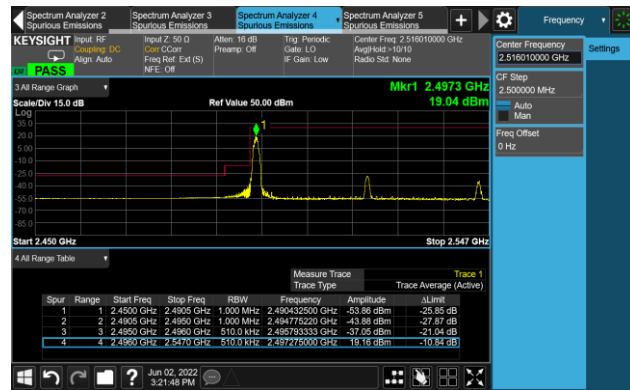 Spectrum Analyzer 2
Spurious Emissions
Spectrum Analyzer 3
Spurious Emissions
Spectrum Analyzer 4
Spurious Emissions
Spectrum Analyzer 5
Spurious Emissions
+
Frequency
KEYSIGHT
Input: RF
Coupling: DC
Align: Auto
Input Z: 50 Ω
Corr CCorr
Freq Ref: Ext (S)
NFE: Off
Atten: 16 dB
Preamp: Off
Trig: Periodic
Gate: LO
IF Gain: Low
Center Freq: 2.516010000 GHz
Avg|Hold:>10/10
Radio Std: None
PASS
Center Frequency
2.516010000 GHz
Settings
CF Step
2.500000 MHz
Auto
Man
Freq Offset
0 Hz
3 All Range Graph
Mkr1 2.4973 GHz
Scale/Div 15.0 dB
Ref Value 50.00 dBm
19.04 dBm
Log
35.0
20.0
5.00
-10.0
-25.0
-40.0
-55.0
-70.0
-85.0
1
Start 2.450 GHz
Stop 2.547 GHz
4 All Range Table
Measure Trace Trace 1
Trace Type Trace Average (Active)
Spur Range Start Freq Stop Freq RBW Frequency Amplitude ΔLimit
1 1 2.4500 GHz 2.4905 GHz 1.000 MHz 2.490432500 GHz -53.86 dBm -25.85 dB
2 2 2.4905 GHz 2.4950 GHz 1.000 MHz 2.494775220 GHz -43.88 dBm -27.87 dB
3 3 2.4950 GHz 2.4960 GHz 510.0 kHz 2.495793333 GHz -37.05 dBm -21.04 dB
4 4 2.4960 GHz 2.5470 GHz 510.0 kHz 2.497275000 GHz 19.16 dBm -10.84 dB
?
Jun 02, 2022
3:21:48 PM